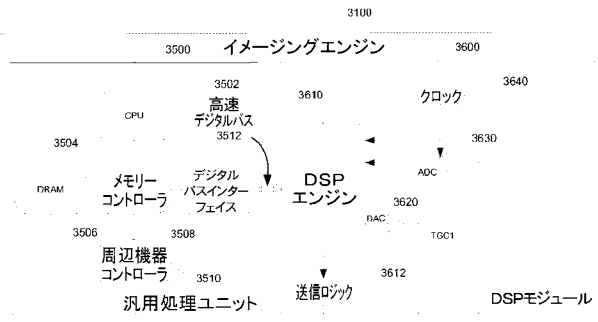 3100
3500
イメージングエンジン
3600
3502
高速
デジタルバス
3512
3610
3640
クロック
CPU
3504
3630
ADC
DRAM
メモリー
コントローラ
デジタル
バスインター
フェイス
DSP
エンジン
3620
DAC
TGC1
3506
3508
周辺機器
コントローラ
3510
3612
送信ロジック
汎用処理ユニット
DSPモジュール